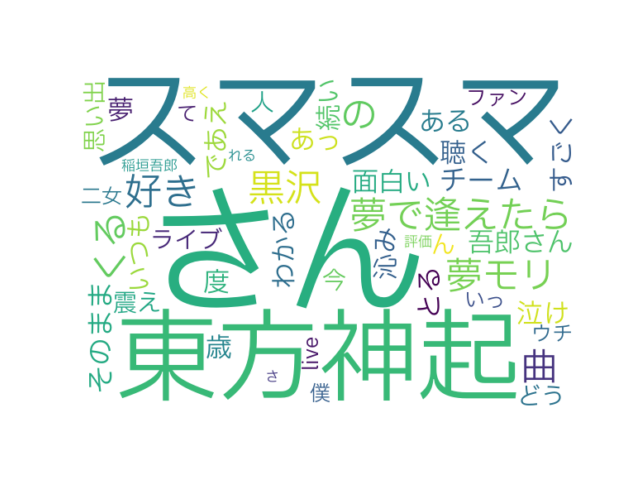 スマスマ
さん
東方神起
思い出
夢
高く
て
稲垣吾郎
れる
であえ
人
あっ
続い
の
ある
ファン
聴く
すごく
二女
好き
黒沢
面白い
チーム
夢で逢えたら
そのまま
くる
いつも
ライブ
わかる
沁み
評価
ん
吾郎さん
震え
度
今
とる
夢モリ
いっ
泣け
ウチ
歳
live
さ
僕
曲
どう